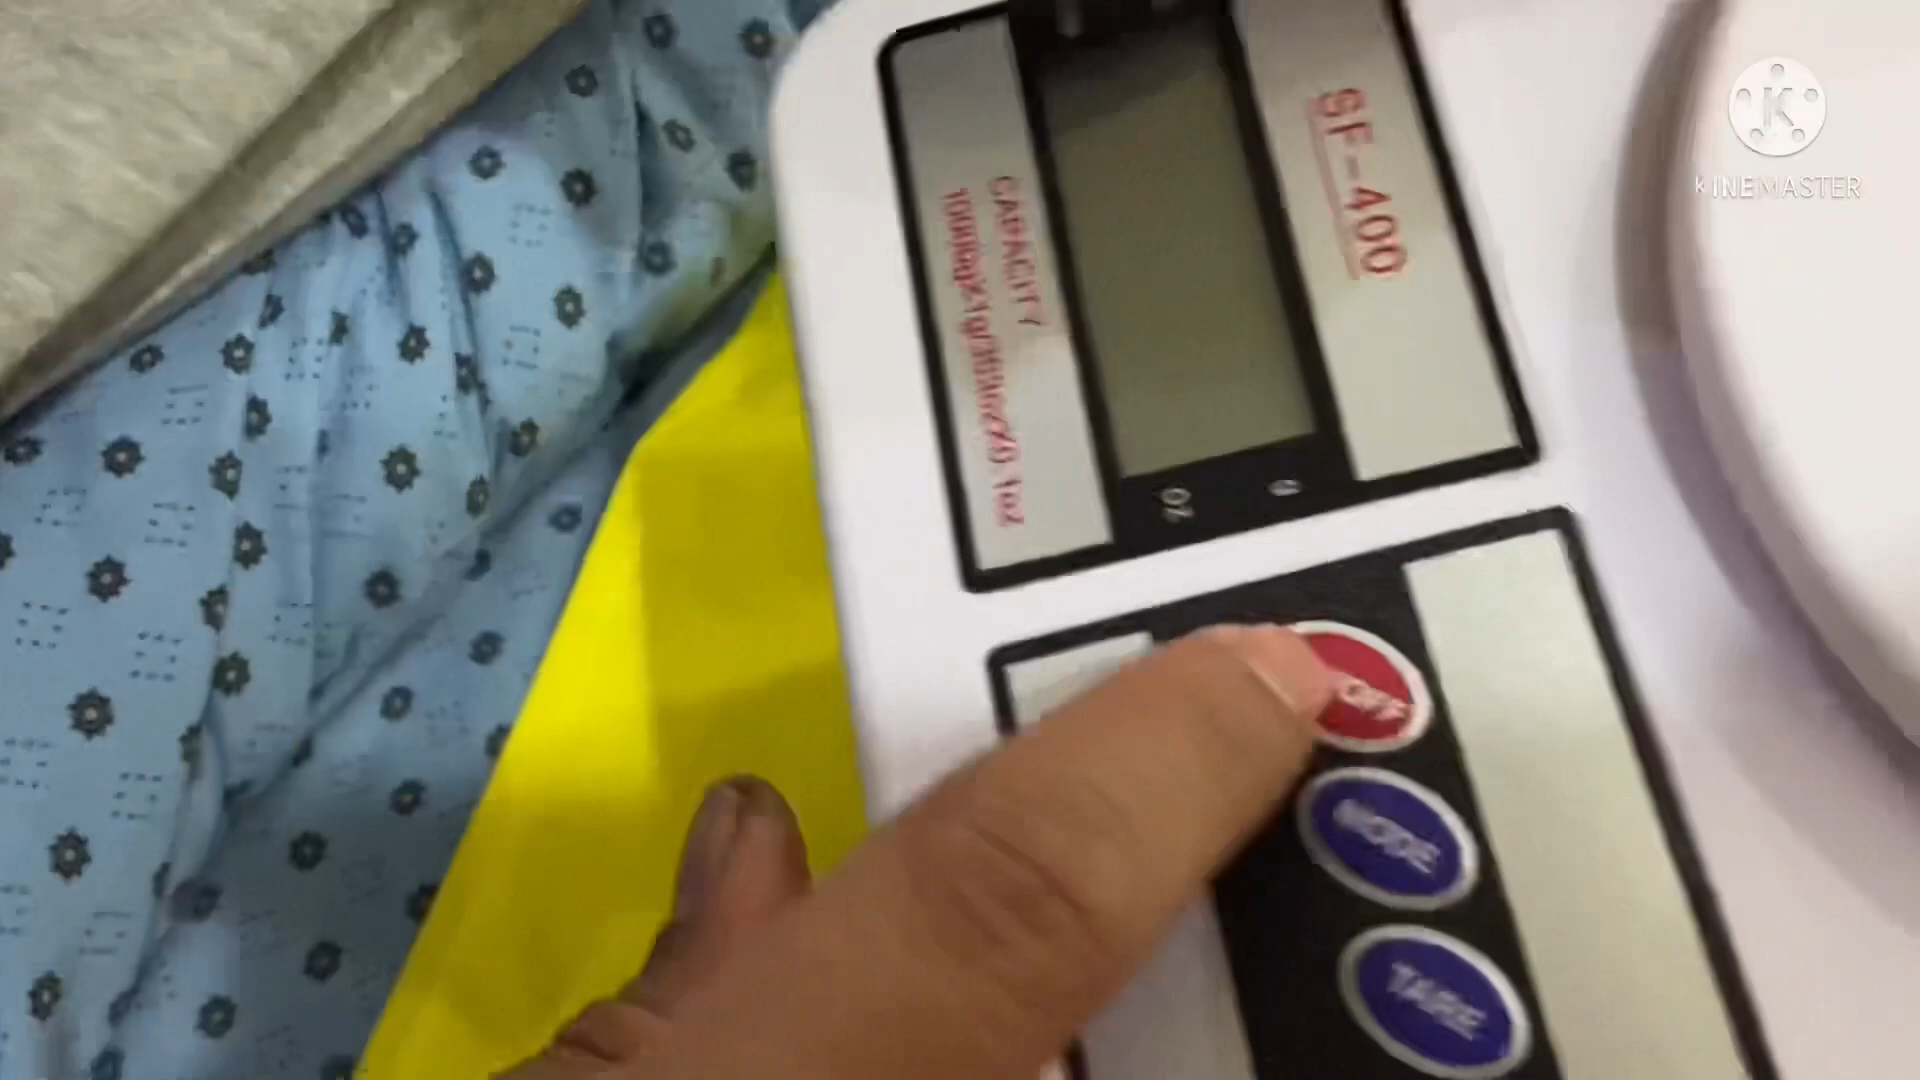 SF-400
CAPACITY
oz
g
ON
MODE
TARE
KINEMASTER